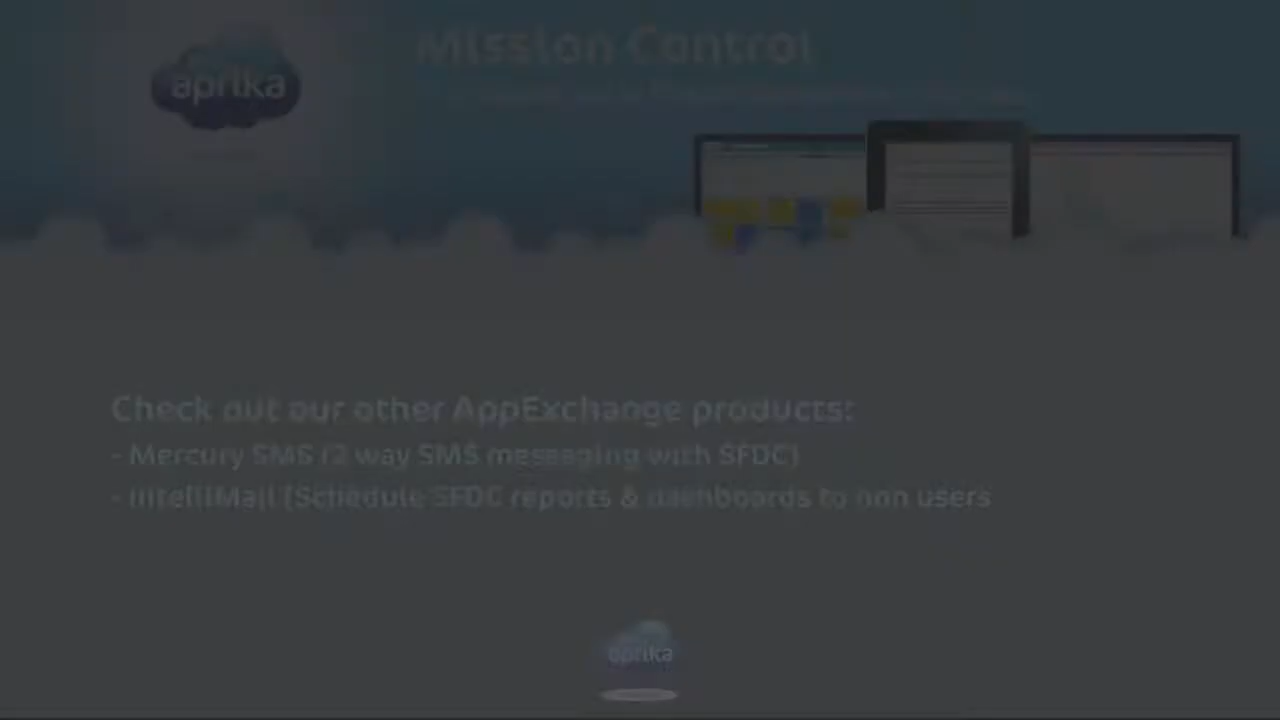 aprika
Mission Control
Check out our other AppExchange products:
- Mercury SMS (2 way SMS messaging with SFDC)
- IntelliMail (Schedule SFDC reports & dashboards to non users
aprika